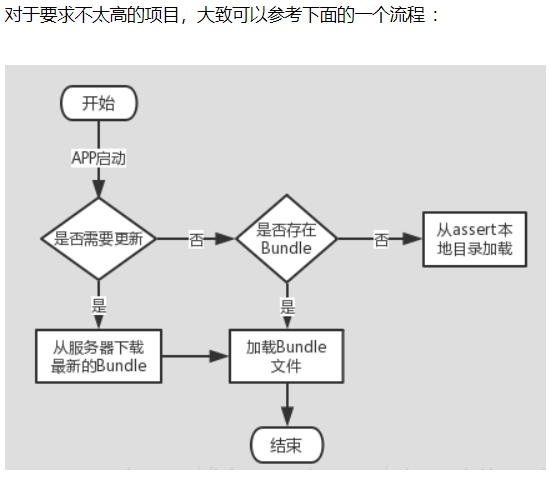 对于要求不太高的项目，大致可以参考下面的一个流程：
开始
APP启动
是否需要更新
否
是否存在
Bundle
否
从assert本
地目录加载
是
是
从服务器下载
最新的Bundle
加载Bundle
文件
结束